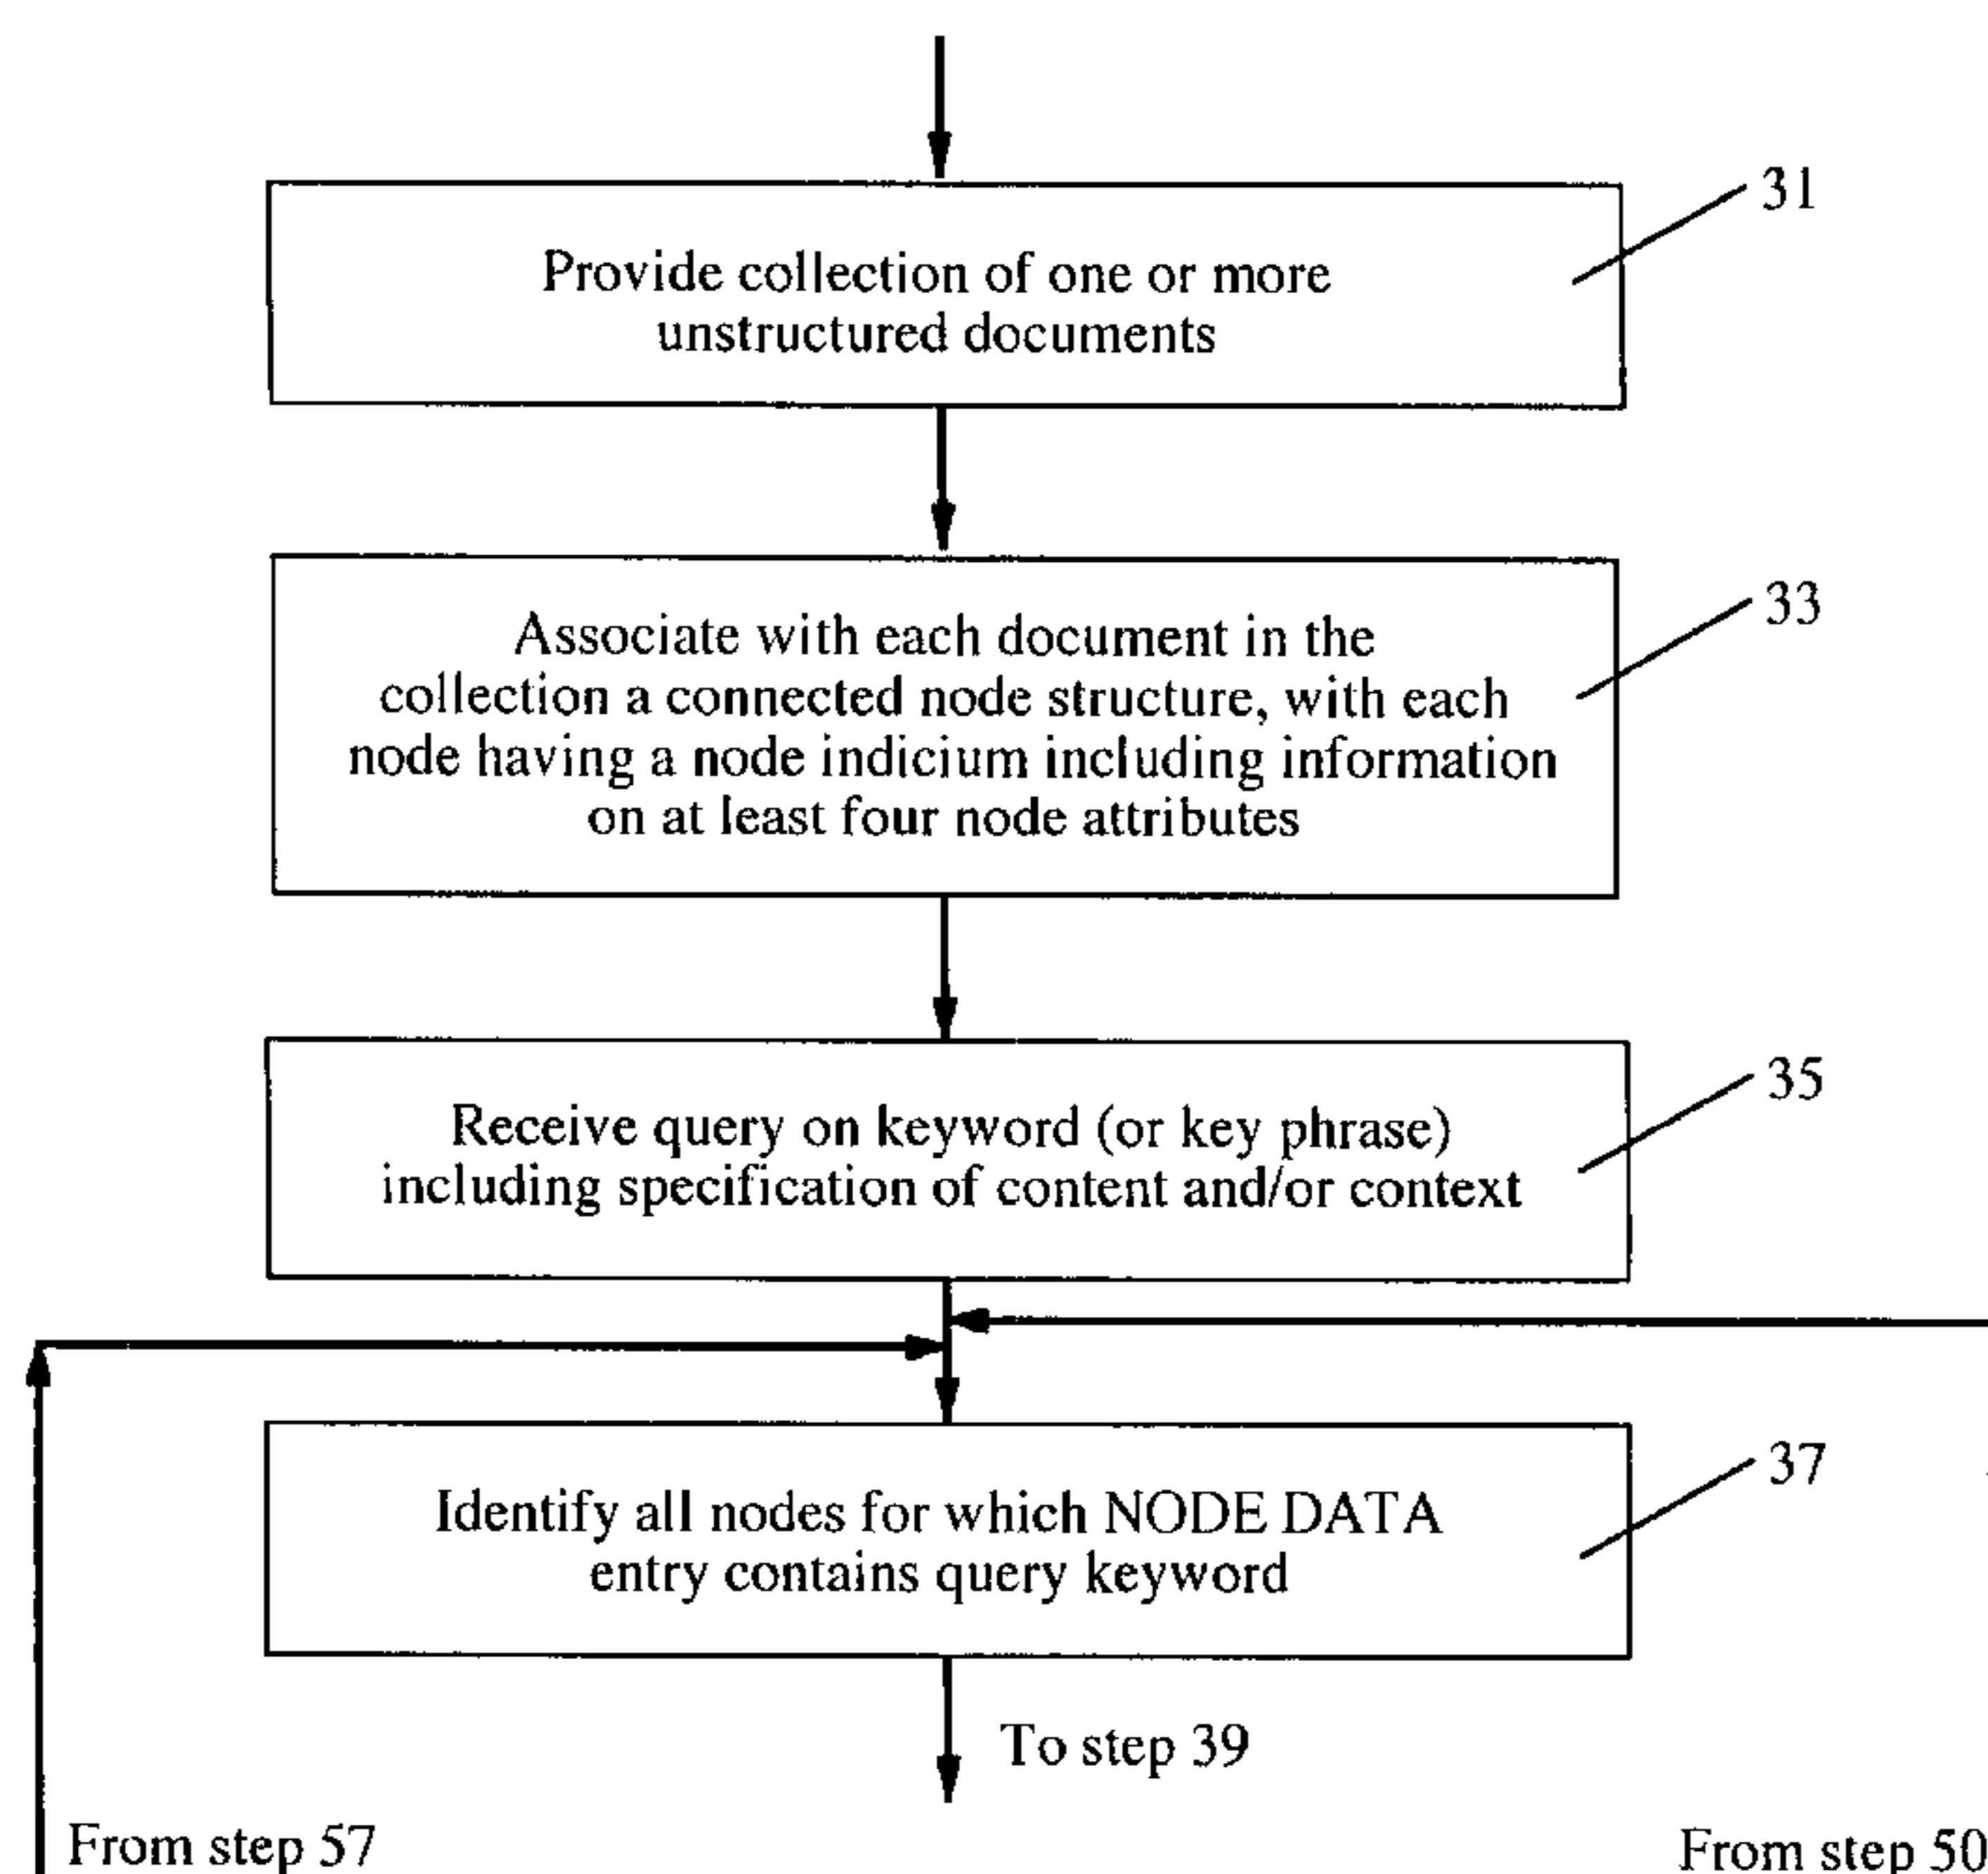 31
Provide collection of one or more
unstructured documents
33
Associate with each document in the
collection a connected node structure, with each
node having a node indicium including information
on at least four node attributes
35
Receive query on keyword (or key phrase)
including specification of content and/or context
37
Identify all nodes for which NODE DATA
entry contains query keyword
To step 39
From step 57
From step 50